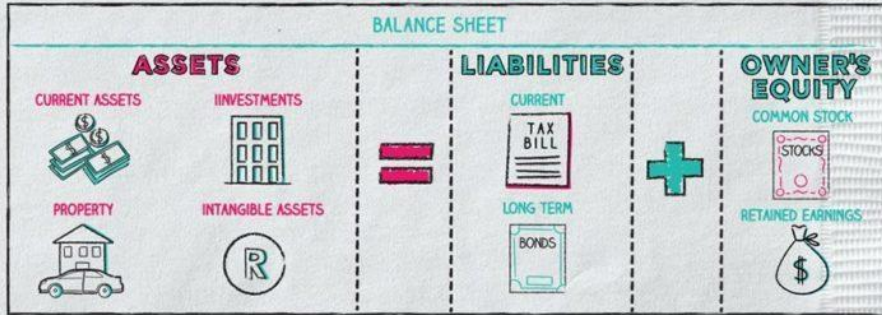 BALANCE SHEET
ASSETS
CURRENT ASSETS
IINVESTMENTS
$
$
$
$
PROPERTY
INTANGIBLE ASSETS
R
=
LIABILITIES
CURRENT
TAX
BILL
LONG TERM
BONDS
+
OWNER'S
EQUITY
COMMON STOCK
STOCKS
RETAINED EARNINGS
$